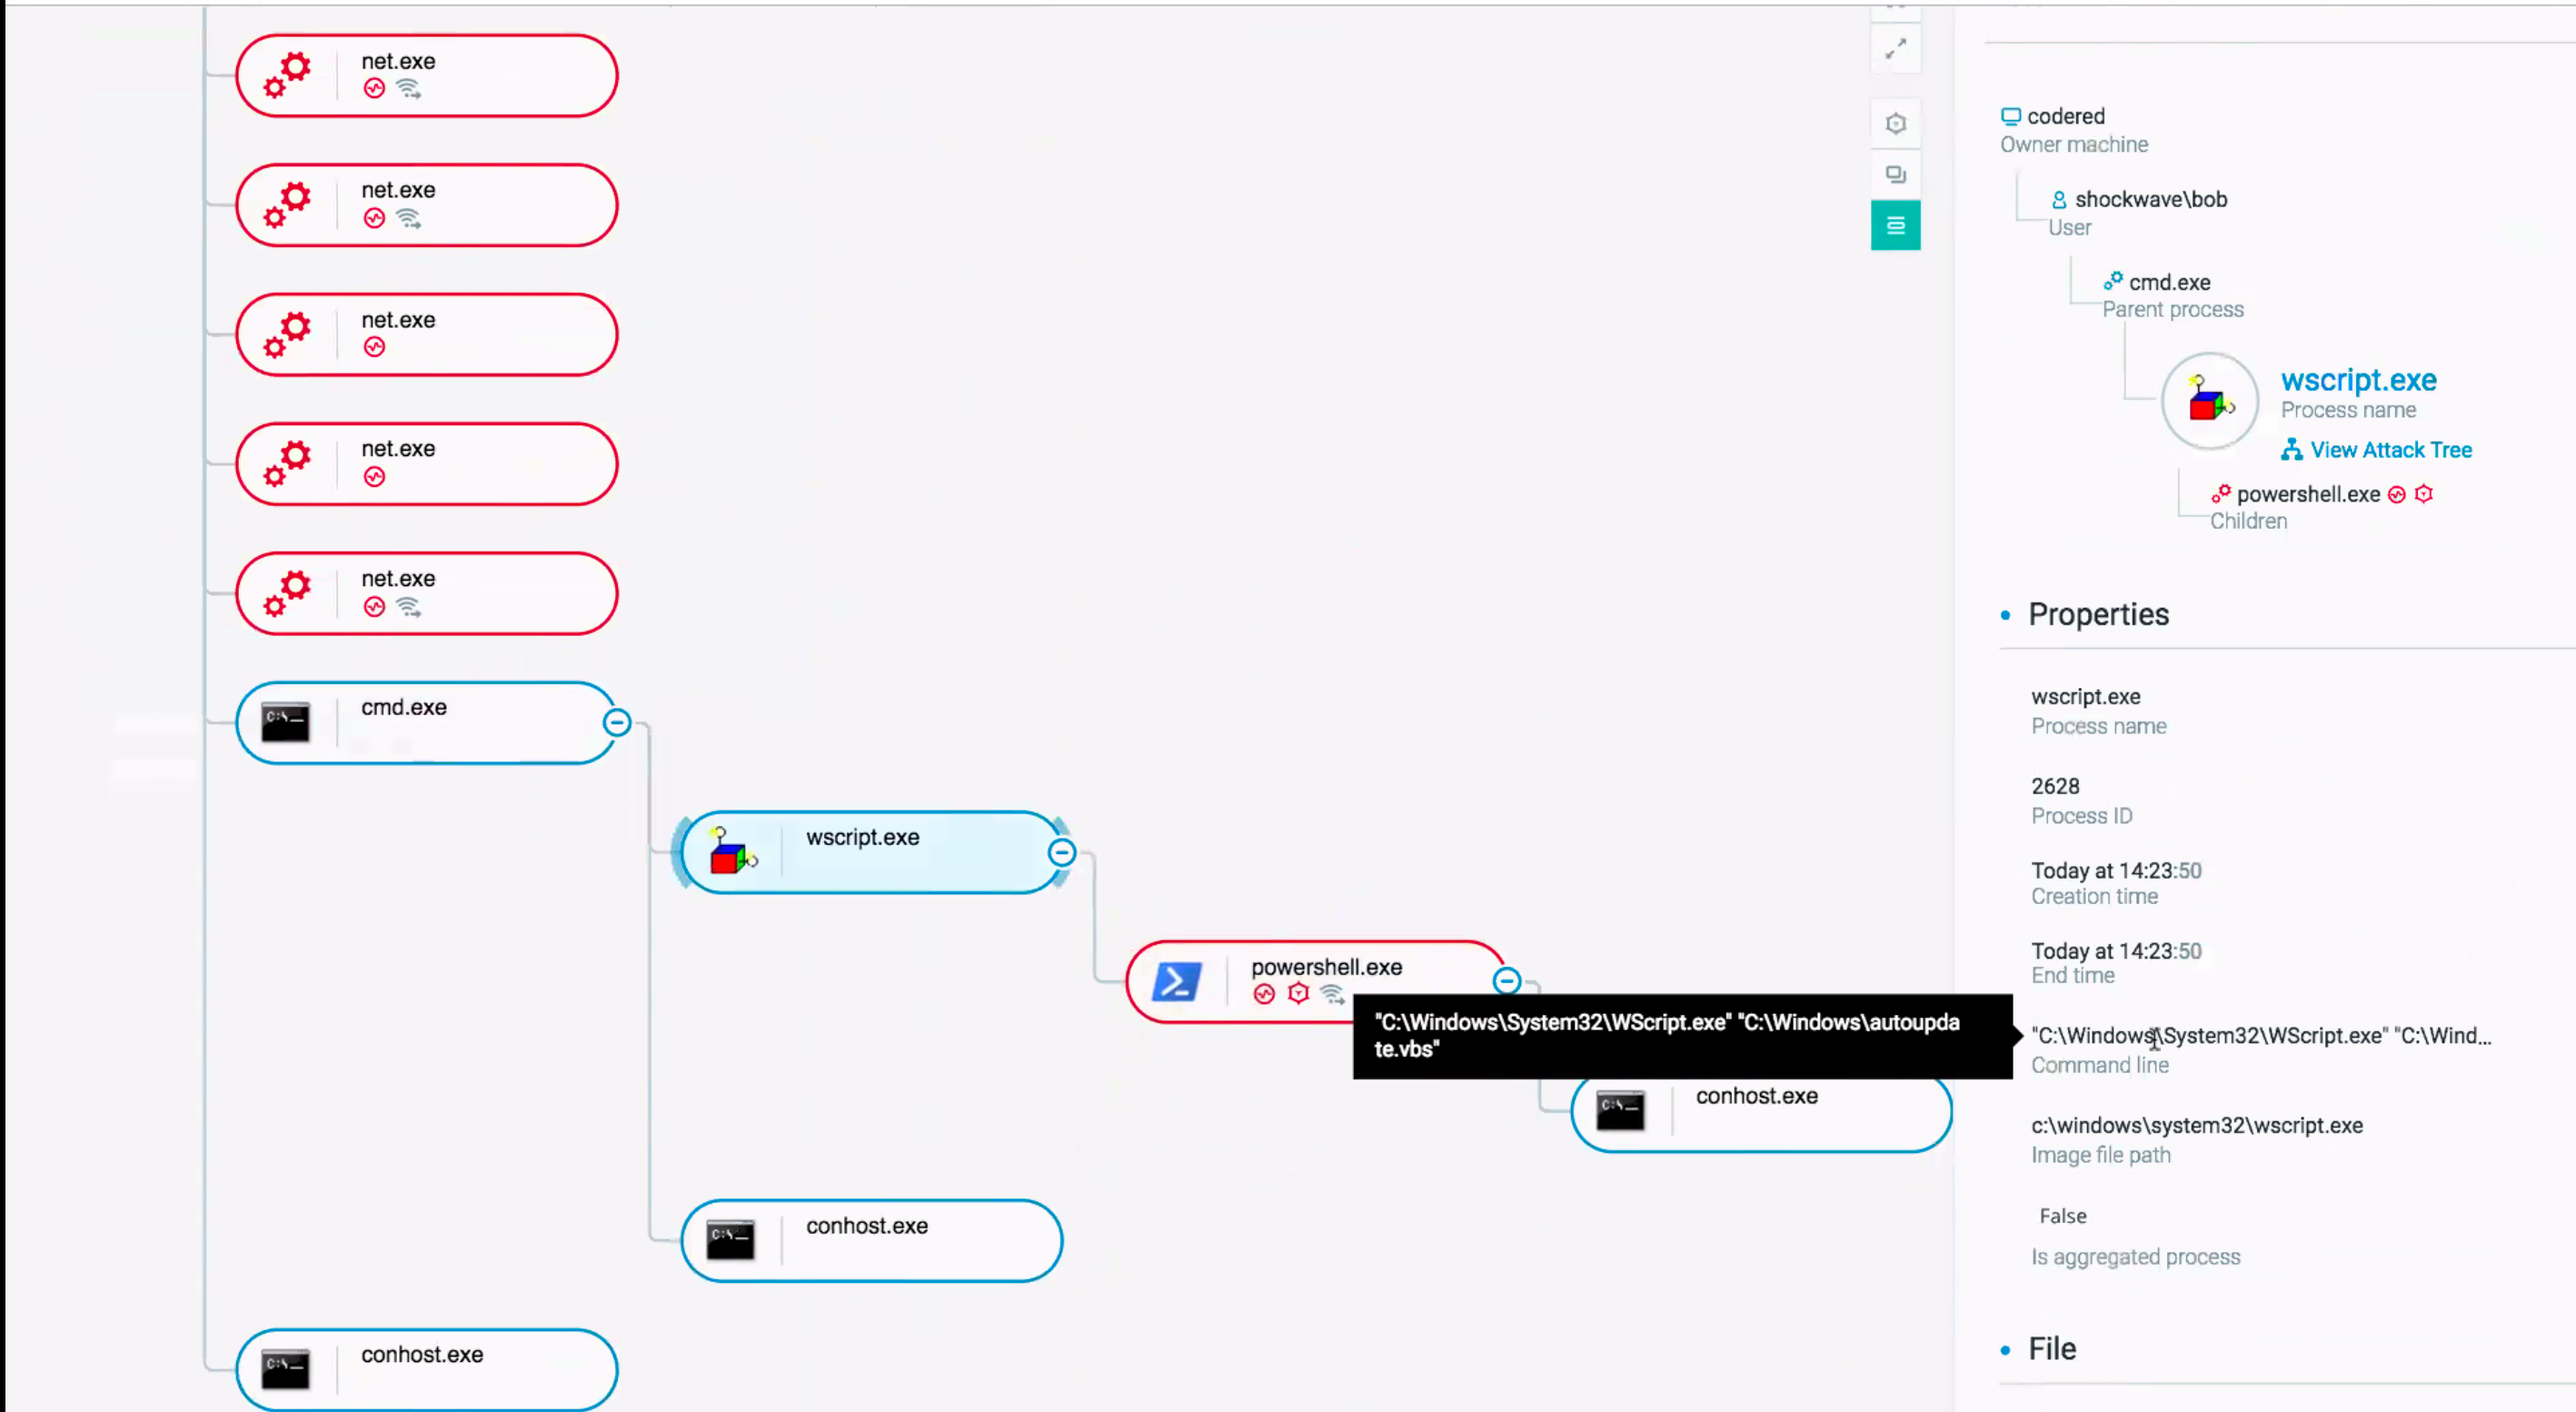 net.exe
net.exe
net.exe
net.exe
net.exe
cmd.exe
wscript.exe
powershell.exe
"C:\Windows\System32\WScript.exe" "C:\Windows\autoupda
te.vbs"
conhost.exe
conhost.exe
conhost.exe
codered
Owner machine
shockwave\bob
User
cmd.exe
Parent process
wscript.exe
Process name
View Attack Tree
powershell.exe
Children
Properties
wscript.exe
Process name
2628
Process ID
Today at 14:23:50
Creation time
Today at 14:23:50
End time
"C:\Windows\System32\WScript.exe" "C:\Wind...
Command line
c:\windows\system32\wscript.exe
Image file path
False
Is aggregated process
File